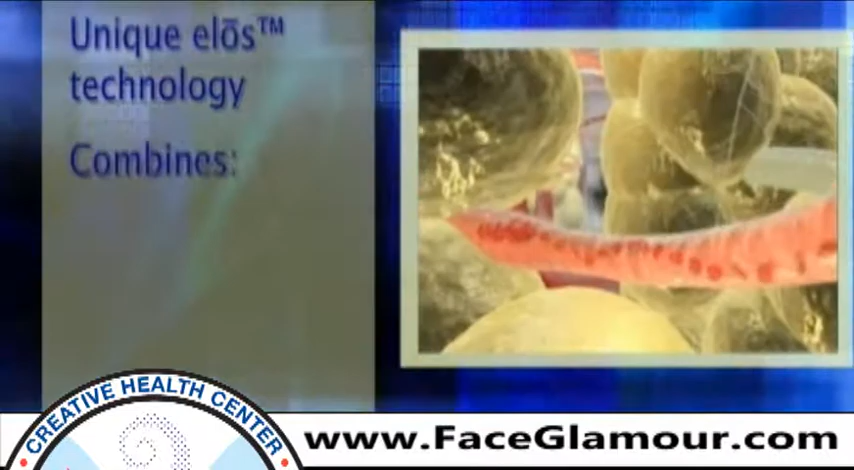 Unique elōs™
technology
Combines:
CREATIVE HEALTH CENTER
www.FaceGlamour.com